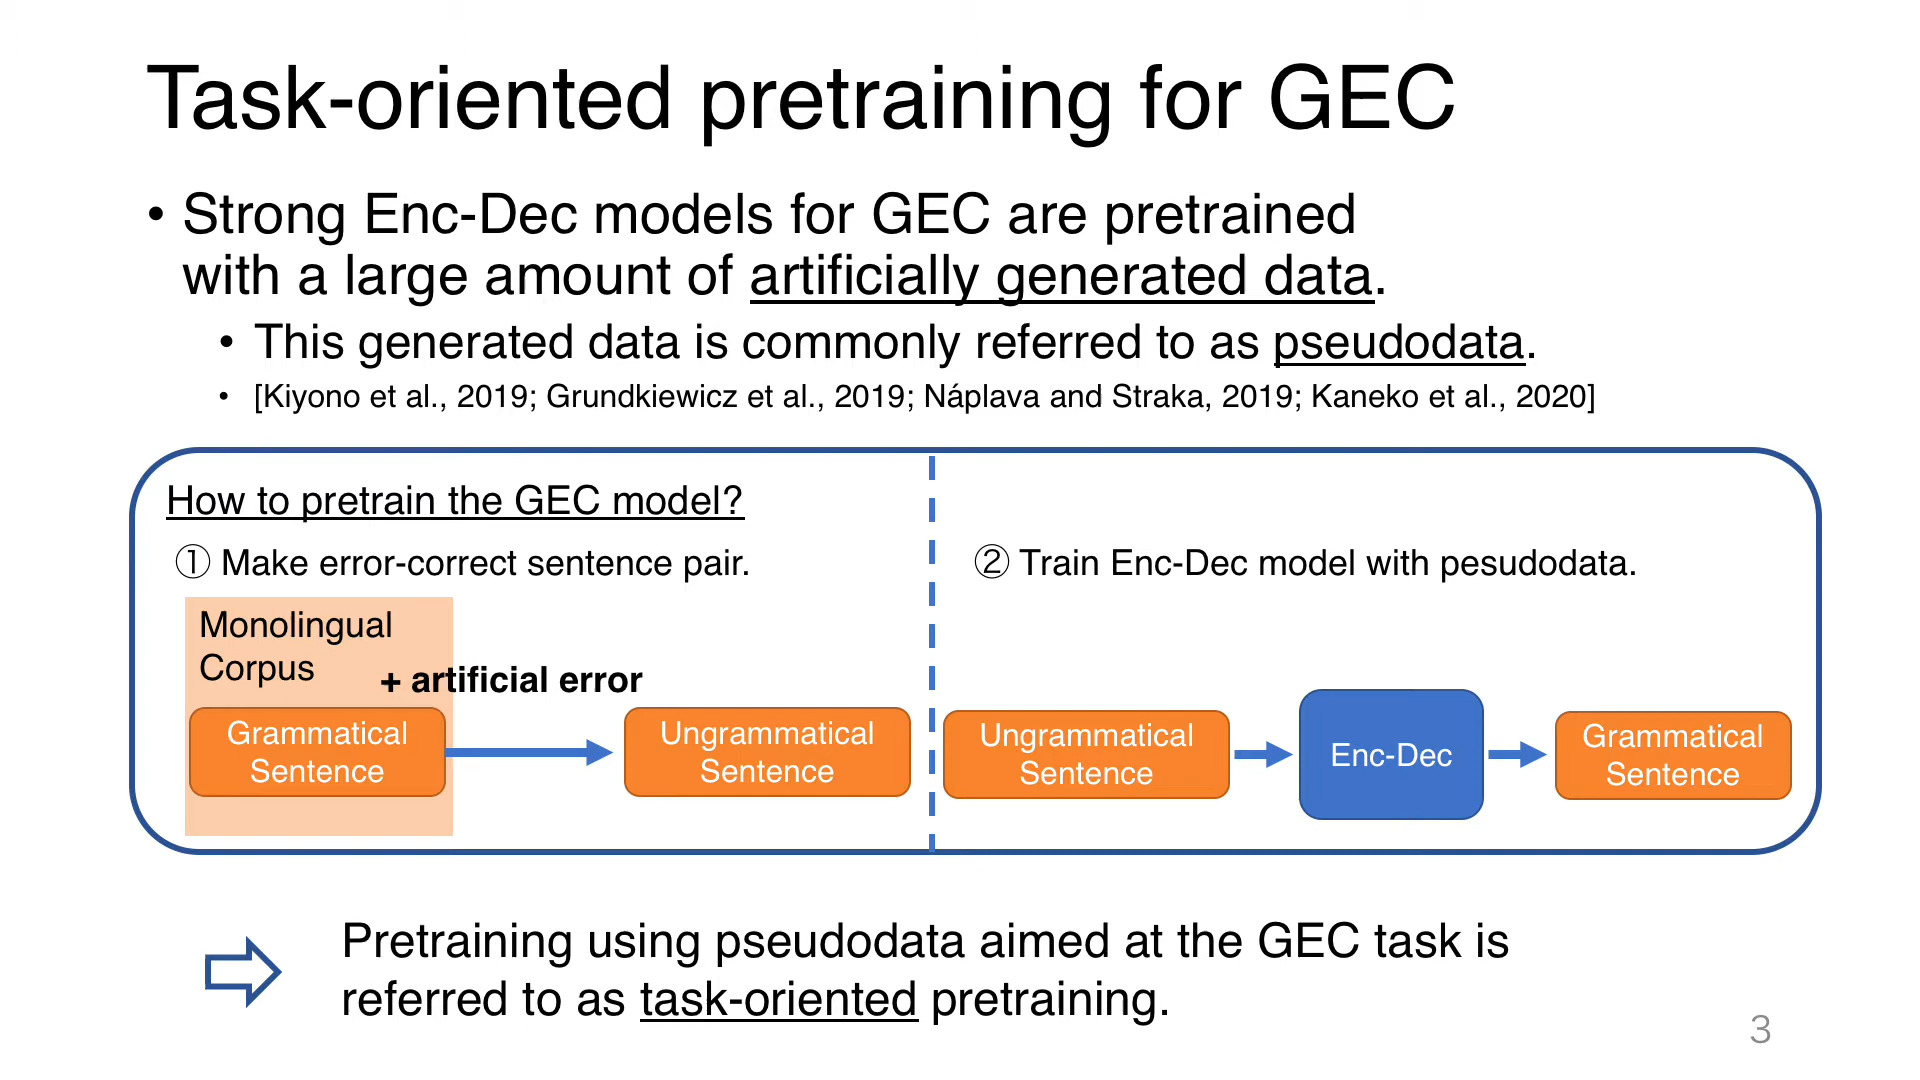 Task-oriented pretraining for GEC
• Strong Enc-Dec models for GEC are pretrained
with a large amount of artificially generated data.
• This generated data is commonly referred to as pseudodata.
• [Kiyono et al., 2019; Grundkiewicz et al., 2019; Náplava and Straka, 2019; Kaneko et al., 2020]
How to pretrain the GEC model?
① Make error-correct sentence pair.
Monolingual
Corpus
+ artificial error
Grammatical
Sentence
Ungrammatical
Sentence
② Train Enc-Dec model with pesudodata.
Ungrammatical
Sentence
Enc-Dec
Grammatical
Sentence
Pretraining using pseudodata aimed at the GEC task is
referred to as task-oriented pretraining.
3